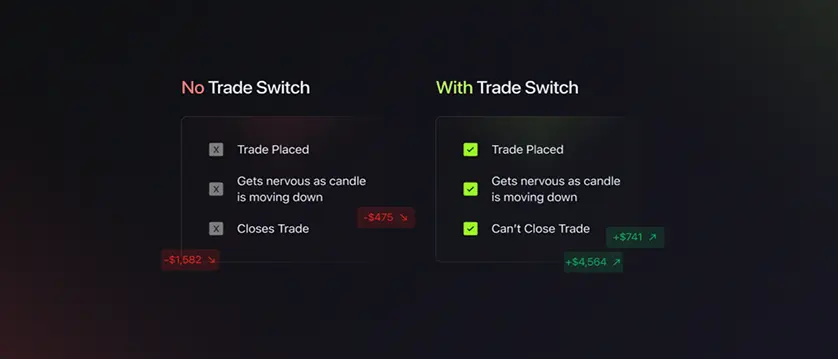 No Trade Switch
X Trade Placed
X Gets nervous as candle
is moving down
-$475
X Closes Trade
-$1,582
With Trade Switch
Trade Placed
Gets nervous as candle
is moving down
Can't Close Trade
+$741
+$4,564